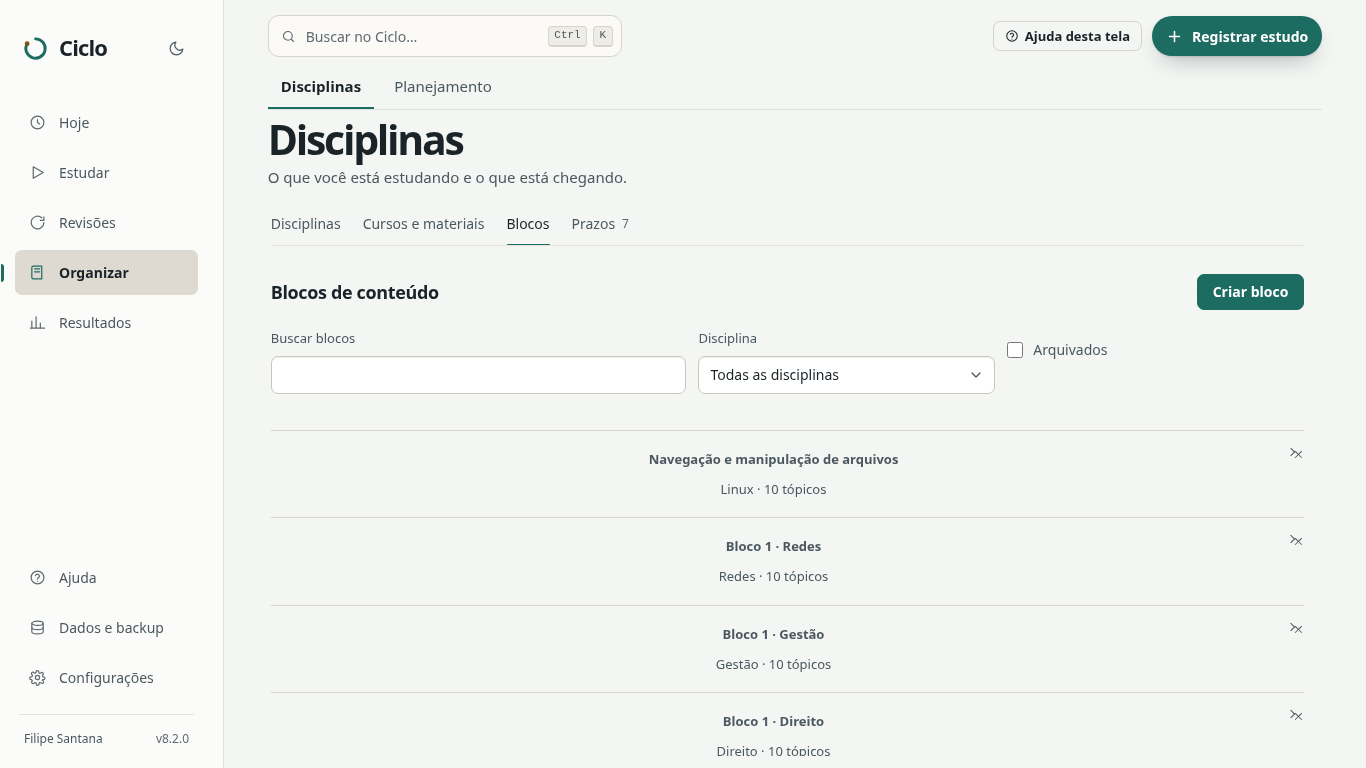 Ciclo
Buscar no Ciclo... Ctrl K
Ajuda desta tela
Registrar estudo
Disciplinas Planejamento
Hoje
Estudar
Revisões
Organizar
Resultados
Ajuda
Dados e backup
Configurações
Filipe Santana v8.2.0
Disciplinas
O que você está estudando e o que está chegando.
Disciplinas Cursos e materiais Blocos Prazos 7
Blocos de conteúdo
Criar bloco
Buscar blocos
Disciplina
Todas as disciplinas
Arquivados
Navegação e manipulação de arquivos
Linux · 10 tópicos
Bloco 1 · Redes
Redes · 10 tópicos
Bloco 1 · Gestão
Gestão · 10 tópicos
Bloco 1 · Direito
Direito · 10 tópicos